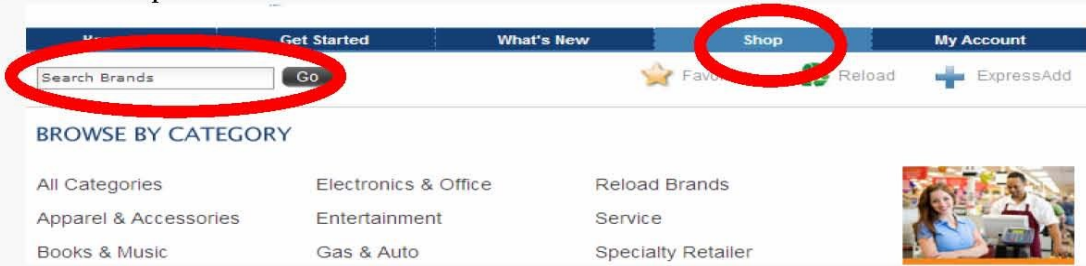 Get Started What's New Shop My Account
Search Brands Go Reload ExpressAdd
BROWSE BY CATEGORY
All Categories Electronics & Office Reload Brands
Apparel & Accessories Entertainment Service
Books & Music Gas & Auto Specialty Retailer